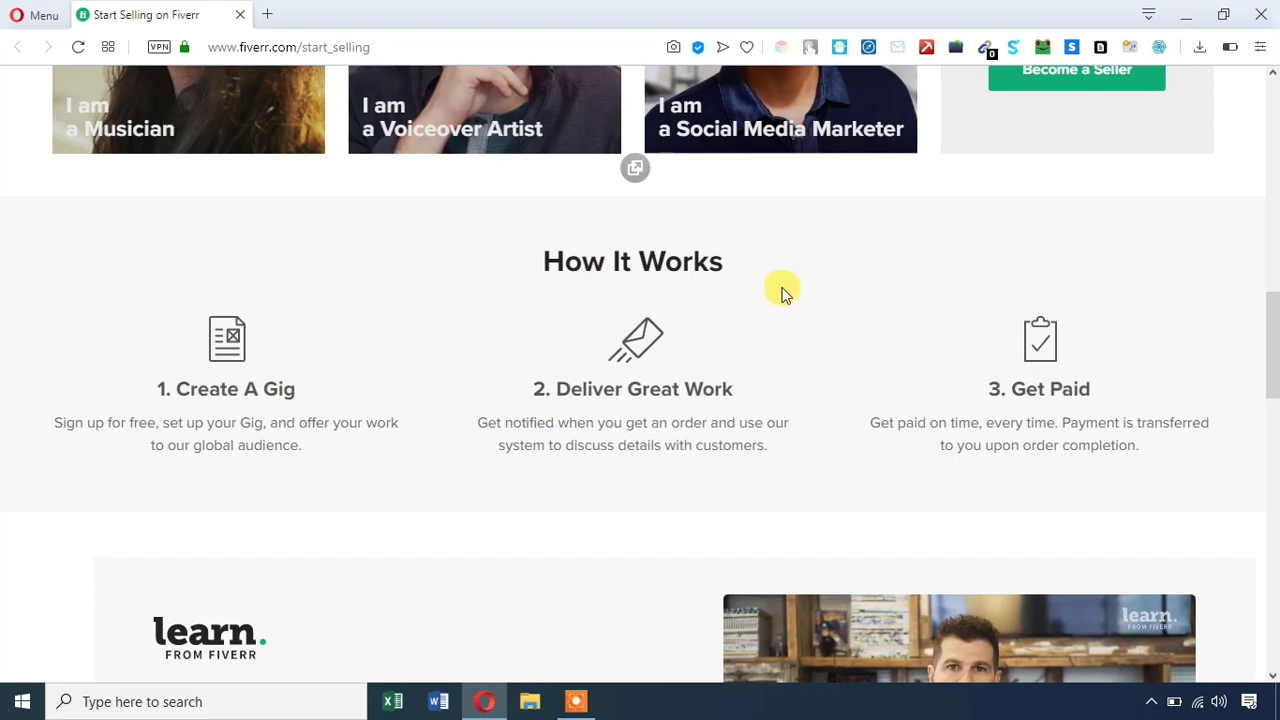 Menu
Start Selling on Fiverr
VPN
www.fiverr.com/start_selling
0
I am
a Musician
I am
a Voiceover Artist
I am
a Social Media Marketer
Become a Seller
How It Works
1. Create A Gig
Sign up for free, set up your Gig, and offer your work
to our global audience.
2. Deliver Great Work
Get notified when you get an order and use our
system to discuss details with customers.
3. Get Paid
Get paid on time, every time. Payment is transferred
to you upon order completion.
learn.
FROM FIVERR
learn.
FROM FIVERR
Type here to search